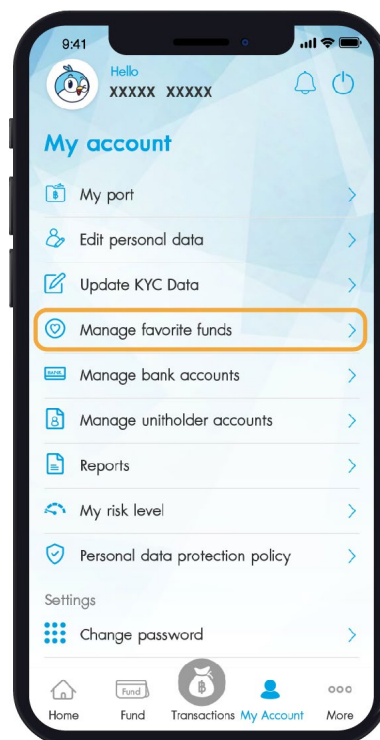 9:41
Hello
XXXXX XXXXX
My account
My port
Edit personal data
Update KYC Data
Manage favorite funds
BANK
Manage bank accounts
Manage unitholder accounts
Reports
My risk level
Personal data protection policy
Settings
Change password
Fund
Home Fund Transactions My Account More